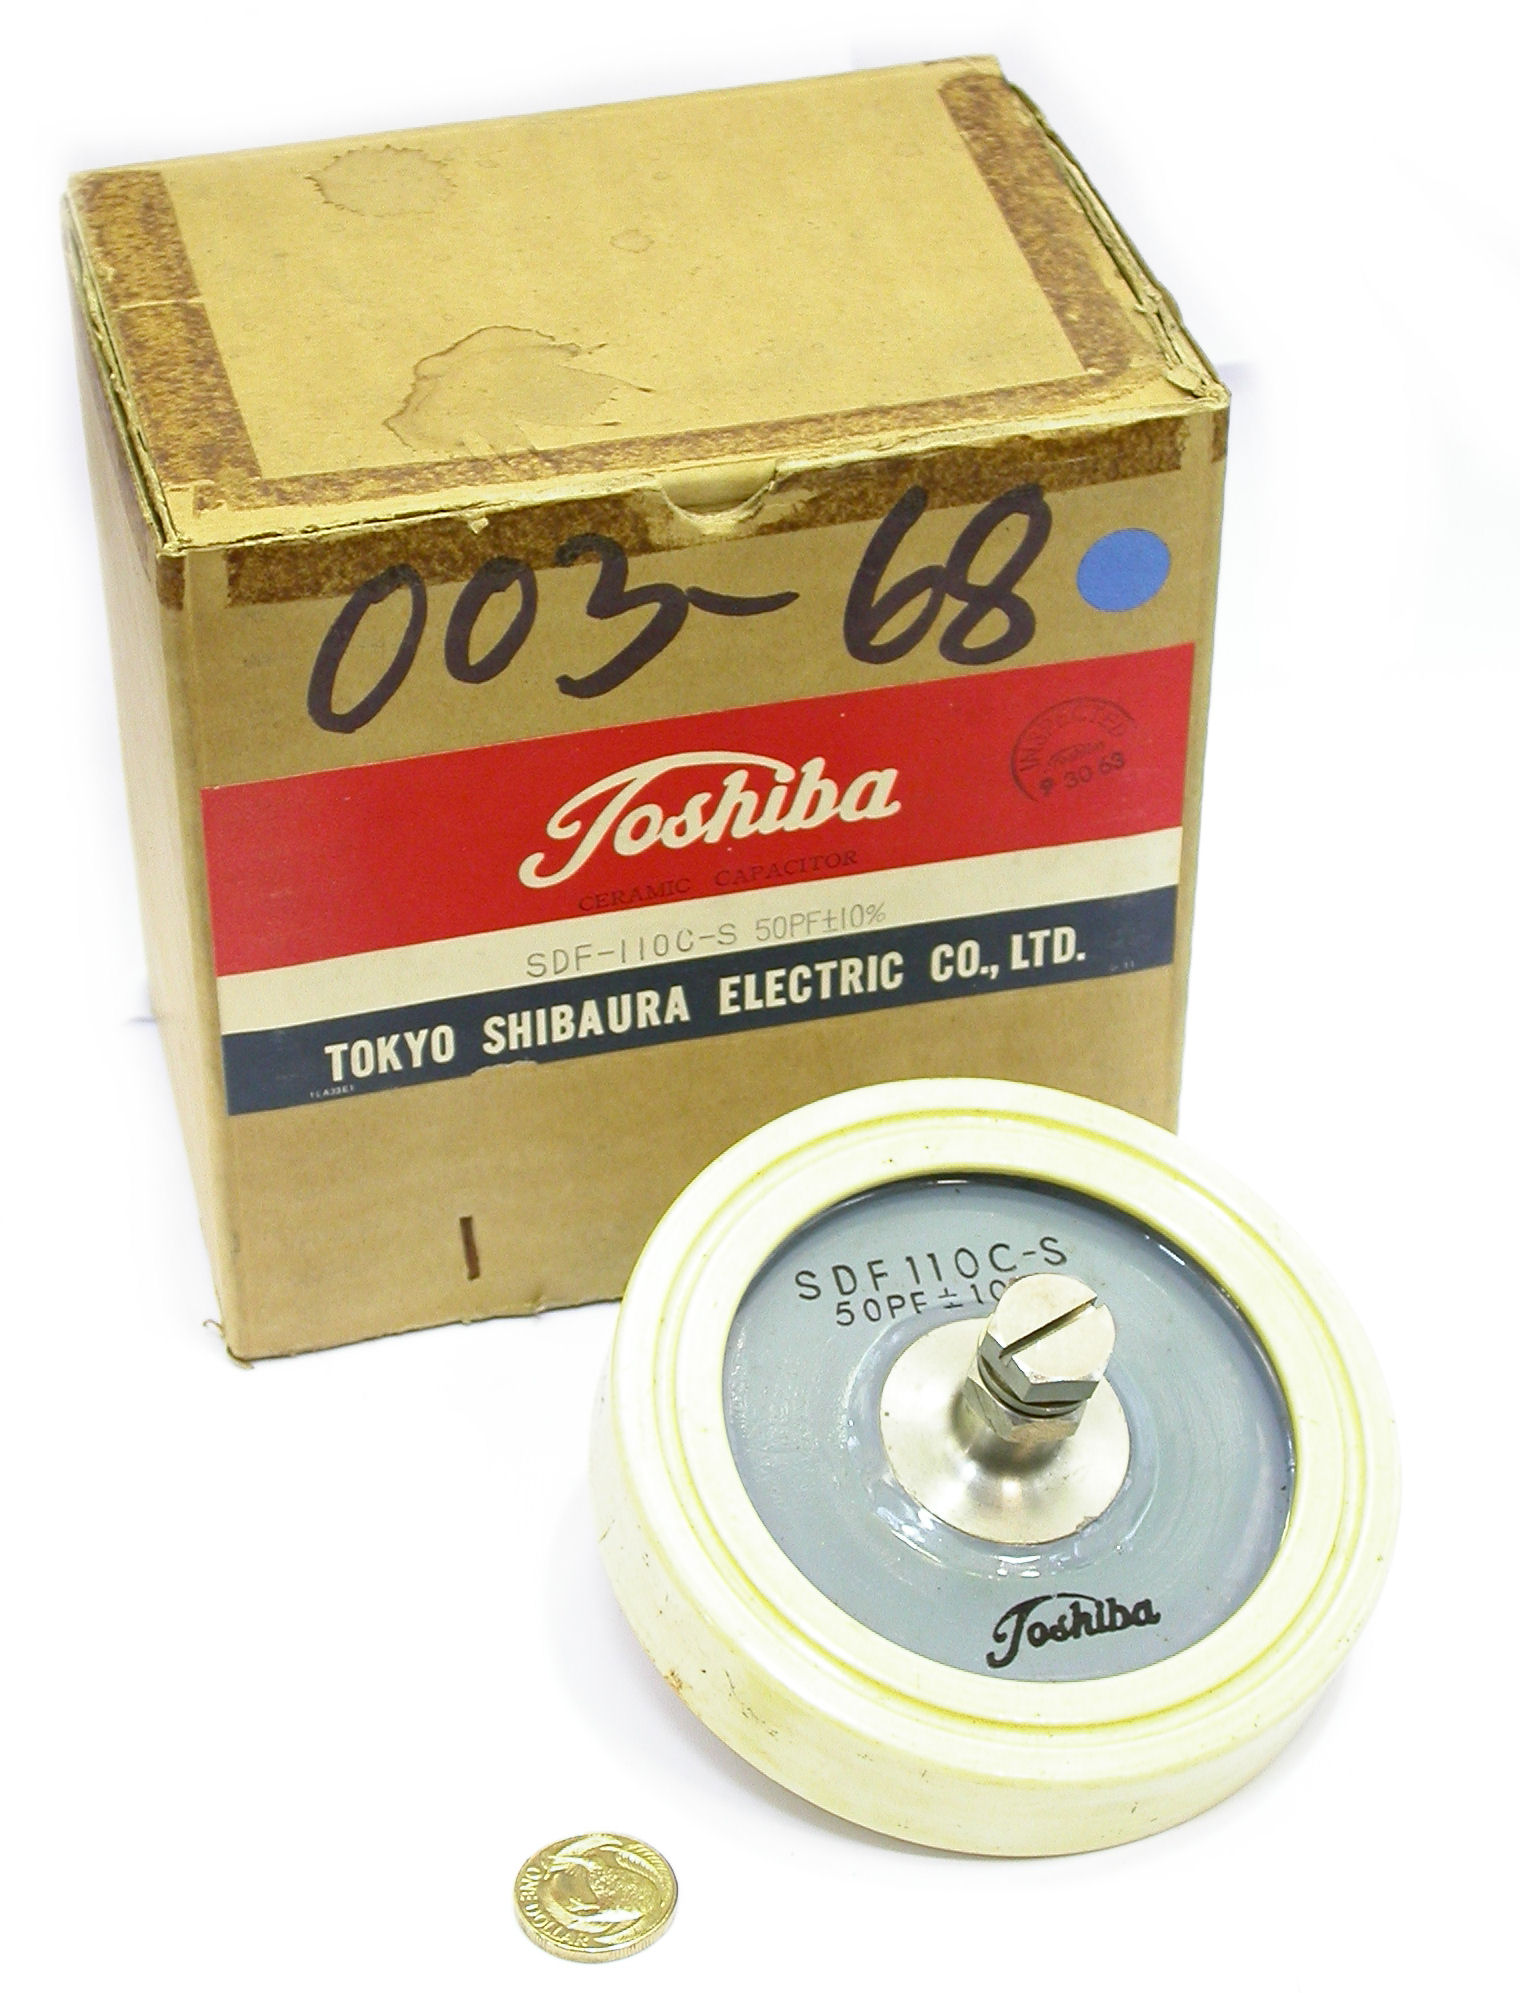 003-68
Toshiba
INSPECTED
Toshiba
9 30 63
CERAMIC CAPACITOR
SDF-110C-S 50PF±10%
TOKYO SHIBAURA ELECTRIC CO., LTD.
SDF110C-S
50PF±10
Toshiba
ONE DOLLAR